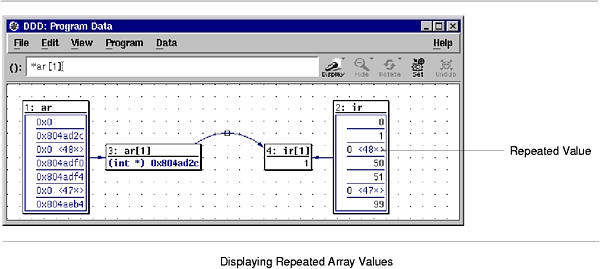 DDD: Program Data
File Edit View Program Data Help
(): *ar[1]
Display Hide Rotate Set Undisp
1: ar
0x0
0x804ad2c
0x0 <48×>
0x804adf0
0x804adf4
0x0 <47×>
0x804aeb4
3: ar[1]
(int *) 0x804ad2c
4: ir[1]
1
2: ir
0
1
0 <48×>
50
51
0 <47×>
99
Repeated Value
Displaying Repeated Array Values